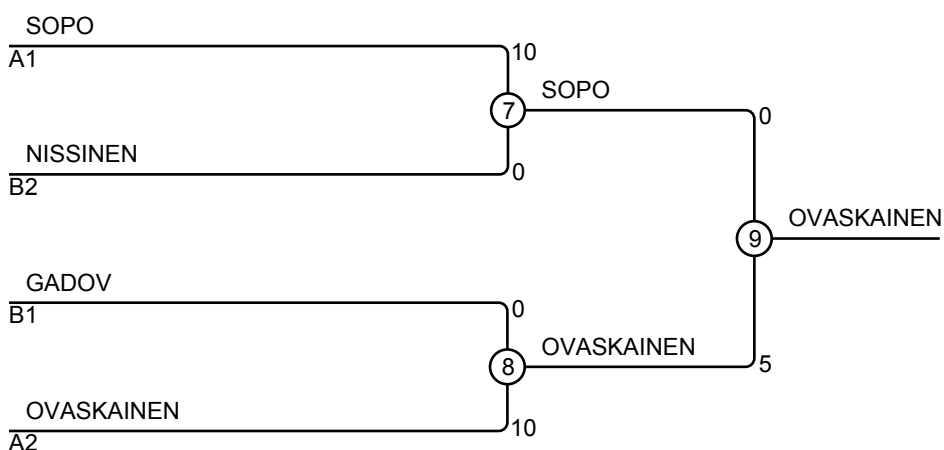 SOPO
A1
10
7
SOPO
0
NISSINEN
B2
0
9
OVASKAINEN
GADOV
B1
0
8
OVASKAINEN
5
OVASKAINEN
A2
10